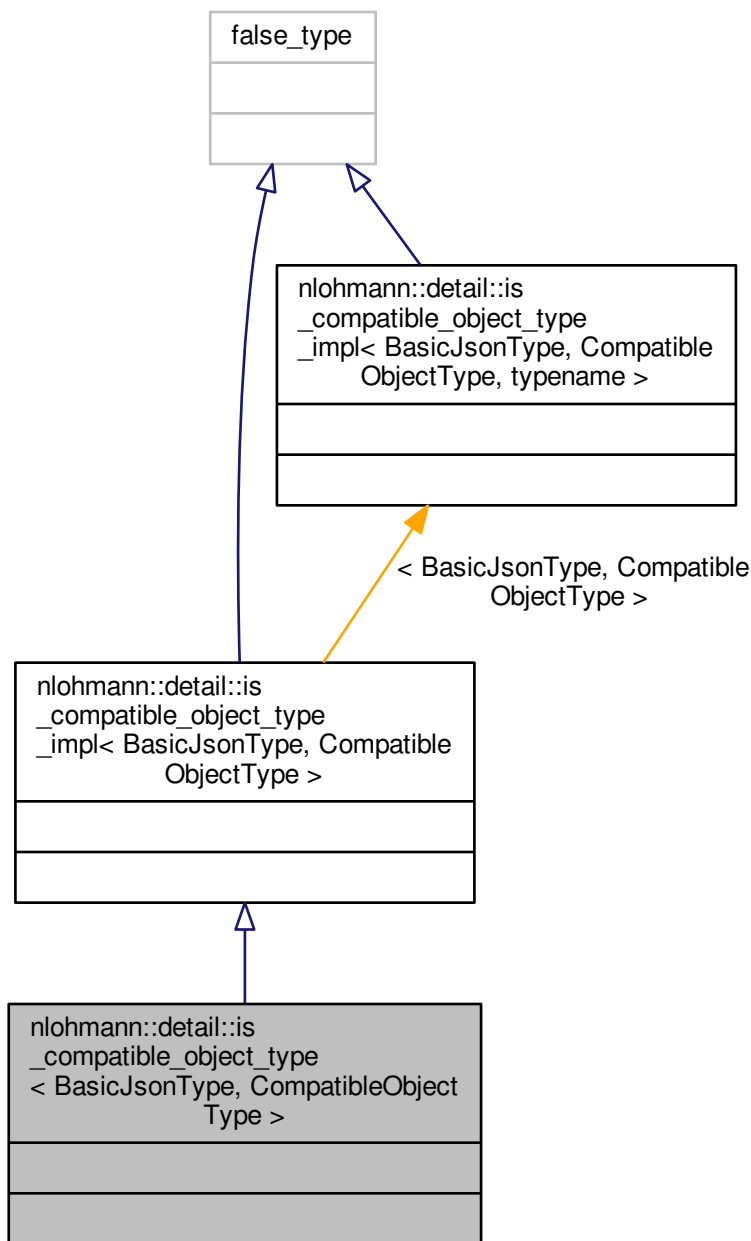 false_type
nlohmann::detail::is
_compatible_object_type
_impl< BasicJsonType, Compatible
ObjectType, typename >
< BasicJsonType, Compatible
ObjectType >
nlohmann::detail::is
_compatible_object_type
_impl< BasicJsonType, Compatible
ObjectType >
nlohmann::detail::is
_compatible_object_type
< BasicJsonType, CompatibleObject
Type >